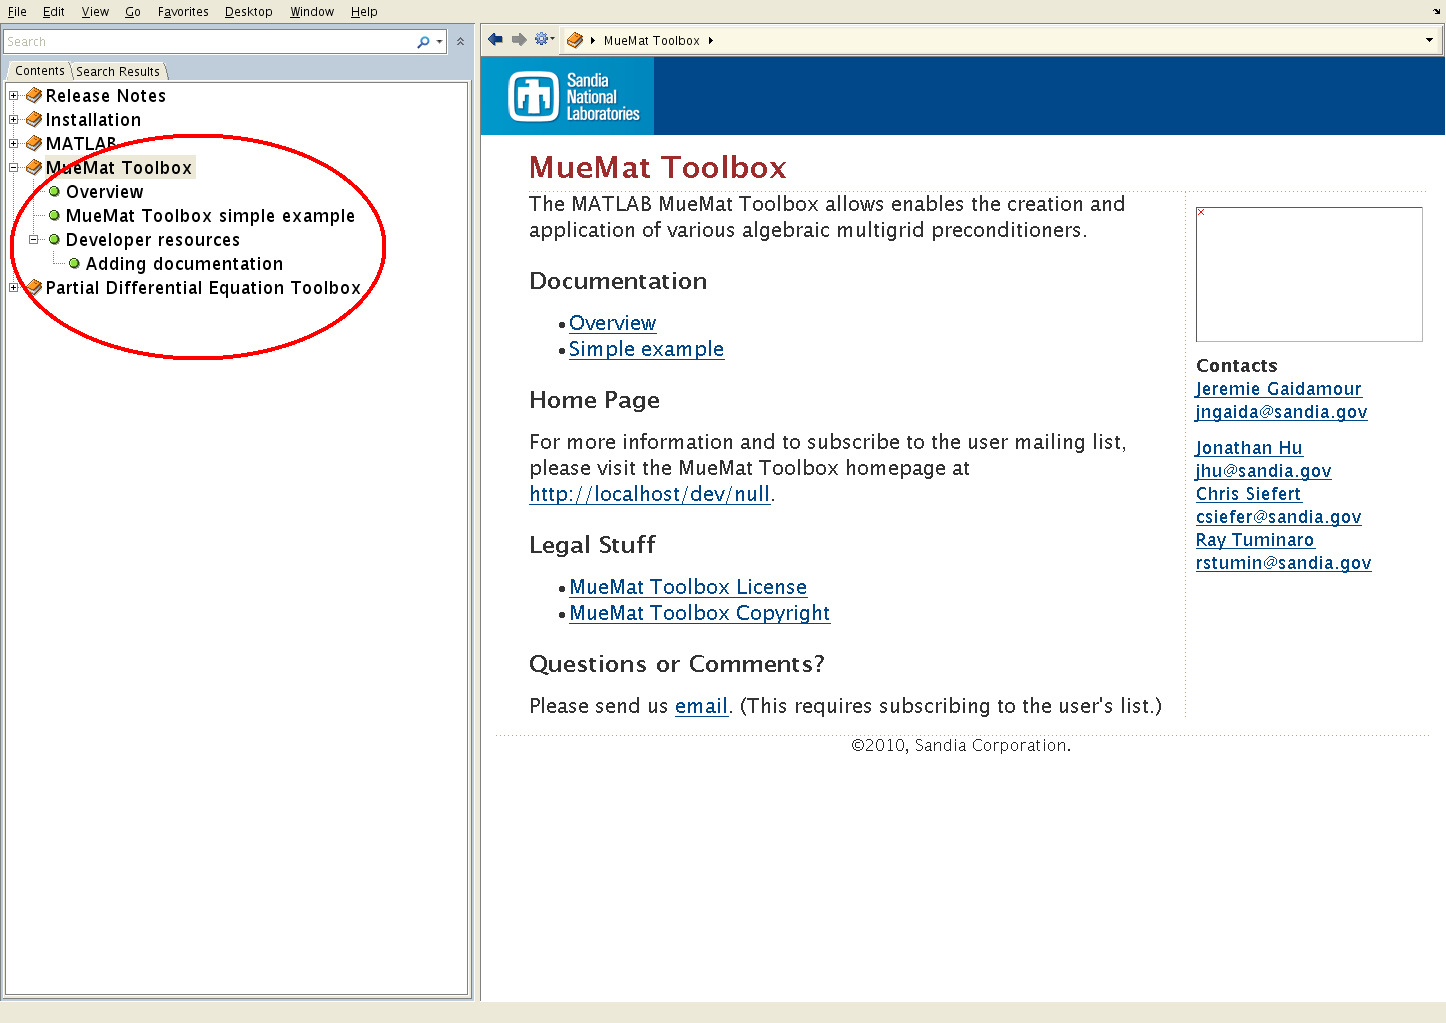 File Edit View Go Favorites Desktop Window Help
Search
MueMat Toolbox
Contents Search Results
Release Notes
Installation
MATLAB
MueMat Toolbox
Overview
MueMat Toolbox simple example
Developer resources
Adding documentation
Partial Differential Equation Toolbox
Sandia
National
Laboratories
MueMat Toolbox
The MATLAB MueMat Toolbox allows enables the creation and
application of various algebraic multigrid preconditioners.
Documentation
•Overview
•Simple example
Home Page
For more information and to subscribe to the user mailing list,
please visit the MueMat Toolbox homepage at
http://localhost/dev/null.
Legal Stuff
•MueMat Toolbox License
•MueMat Toolbox Copyright
Questions or Comments?
Please send us email. (This requires subscribing to the user's list.)
Contacts
Jeremie Gaidamour
jngaida@sandia.gov
Jonathan Hu
jhu@sandia.gov
Chris Siefert
csiefer@sandia.gov
Ray Tuminaro
rstumin@sandia.gov
©2010, Sandia Corporation.